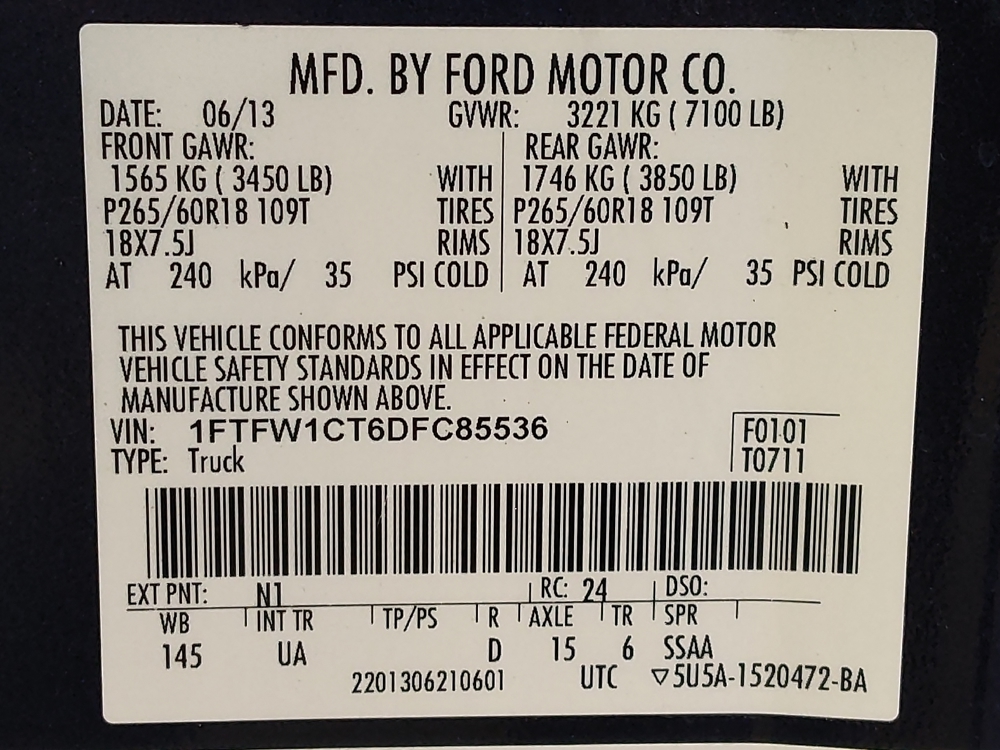 MFD. BY FORD MOTOR CO.
DATE: 06/13 GVWR: 3221 KG ( 7100 LB)
FRONT GAWR: REAR GAWR:
1565 KG ( 3450 LB) WITH 1746 KG ( 3850 LB) WITH
P265/60R18 109T TIRES P265/60R18 109T TIRES
18X7.5J RIMS 18X7.5J RIMS
AT 240 kPa/ 35 PSI COLD AT 240 kPa/ 35 PSI COLD
THIS VEHICLE CONFORMS TO ALL APPLICABLE FEDERAL MOTOR
VEHICLE SAFETY STANDARDS IN EFFECT ON THE DATE OF
MANUFACTURE SHOWN ABOVE.
VIN: 1FTFW1CT6DFC85536 F0101
TYPE: Truck T0711
EXT PNT: N1 RC: 24 DSO:
WB INT TR TP/PS R AXLE TR SPR
145 UA D 15 6 SSAA
2201306210601 UTC ▽5U5A-1520472-BA